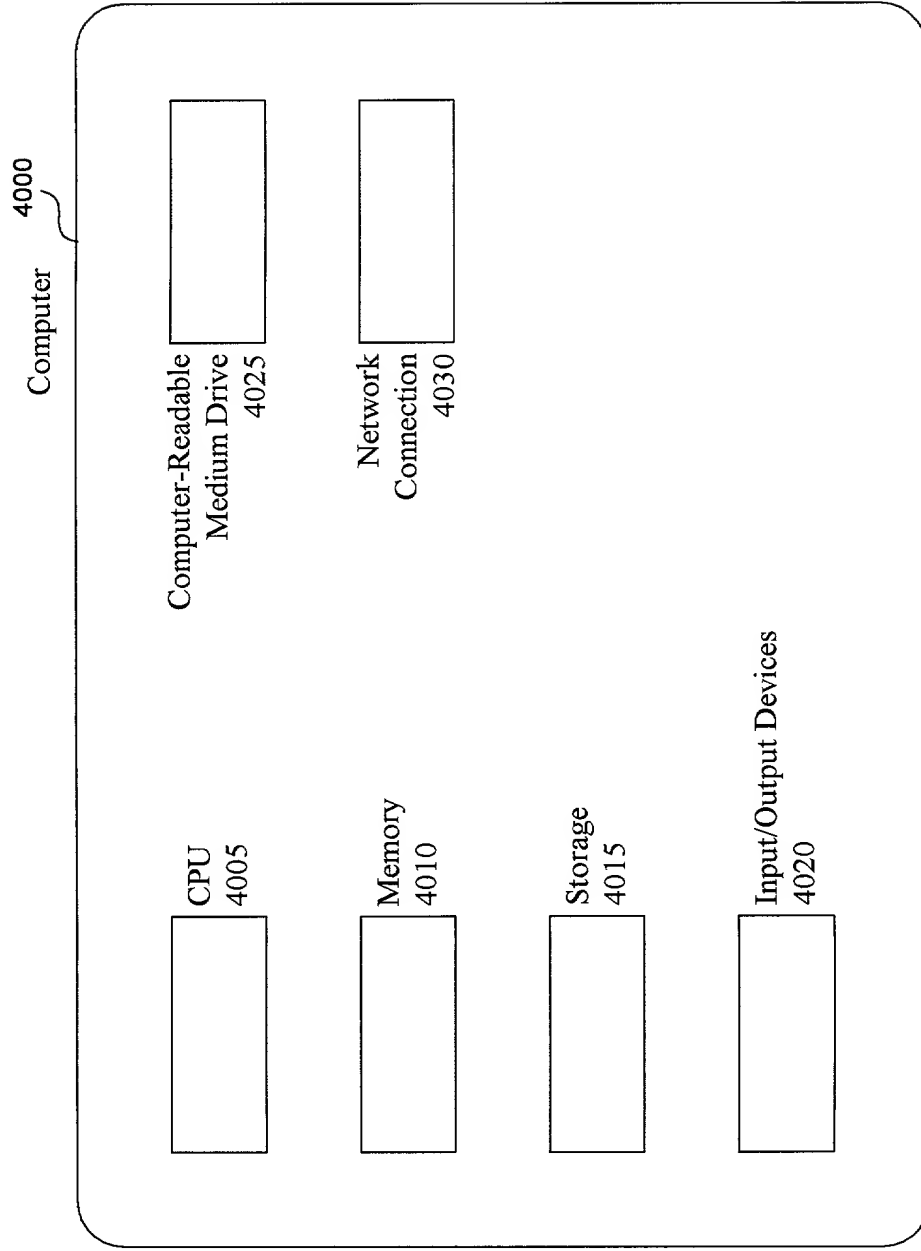 Computer
4000
CPU
4005
Memory
4010
Storage
4015
Input/Output Devices
4020
Computer-Readable
Medium Drive
4025
Network
Connection
4030